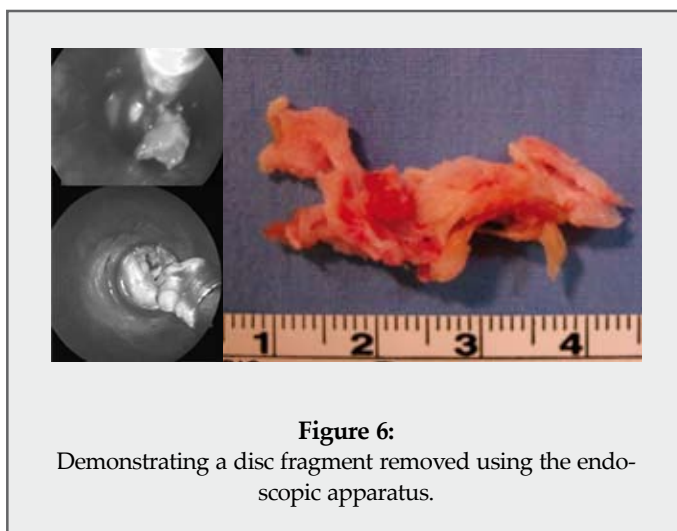 1 2 3 4
Figure 6:
Demonstrating a disc fragment removed using the endo-
scopic apparatus.